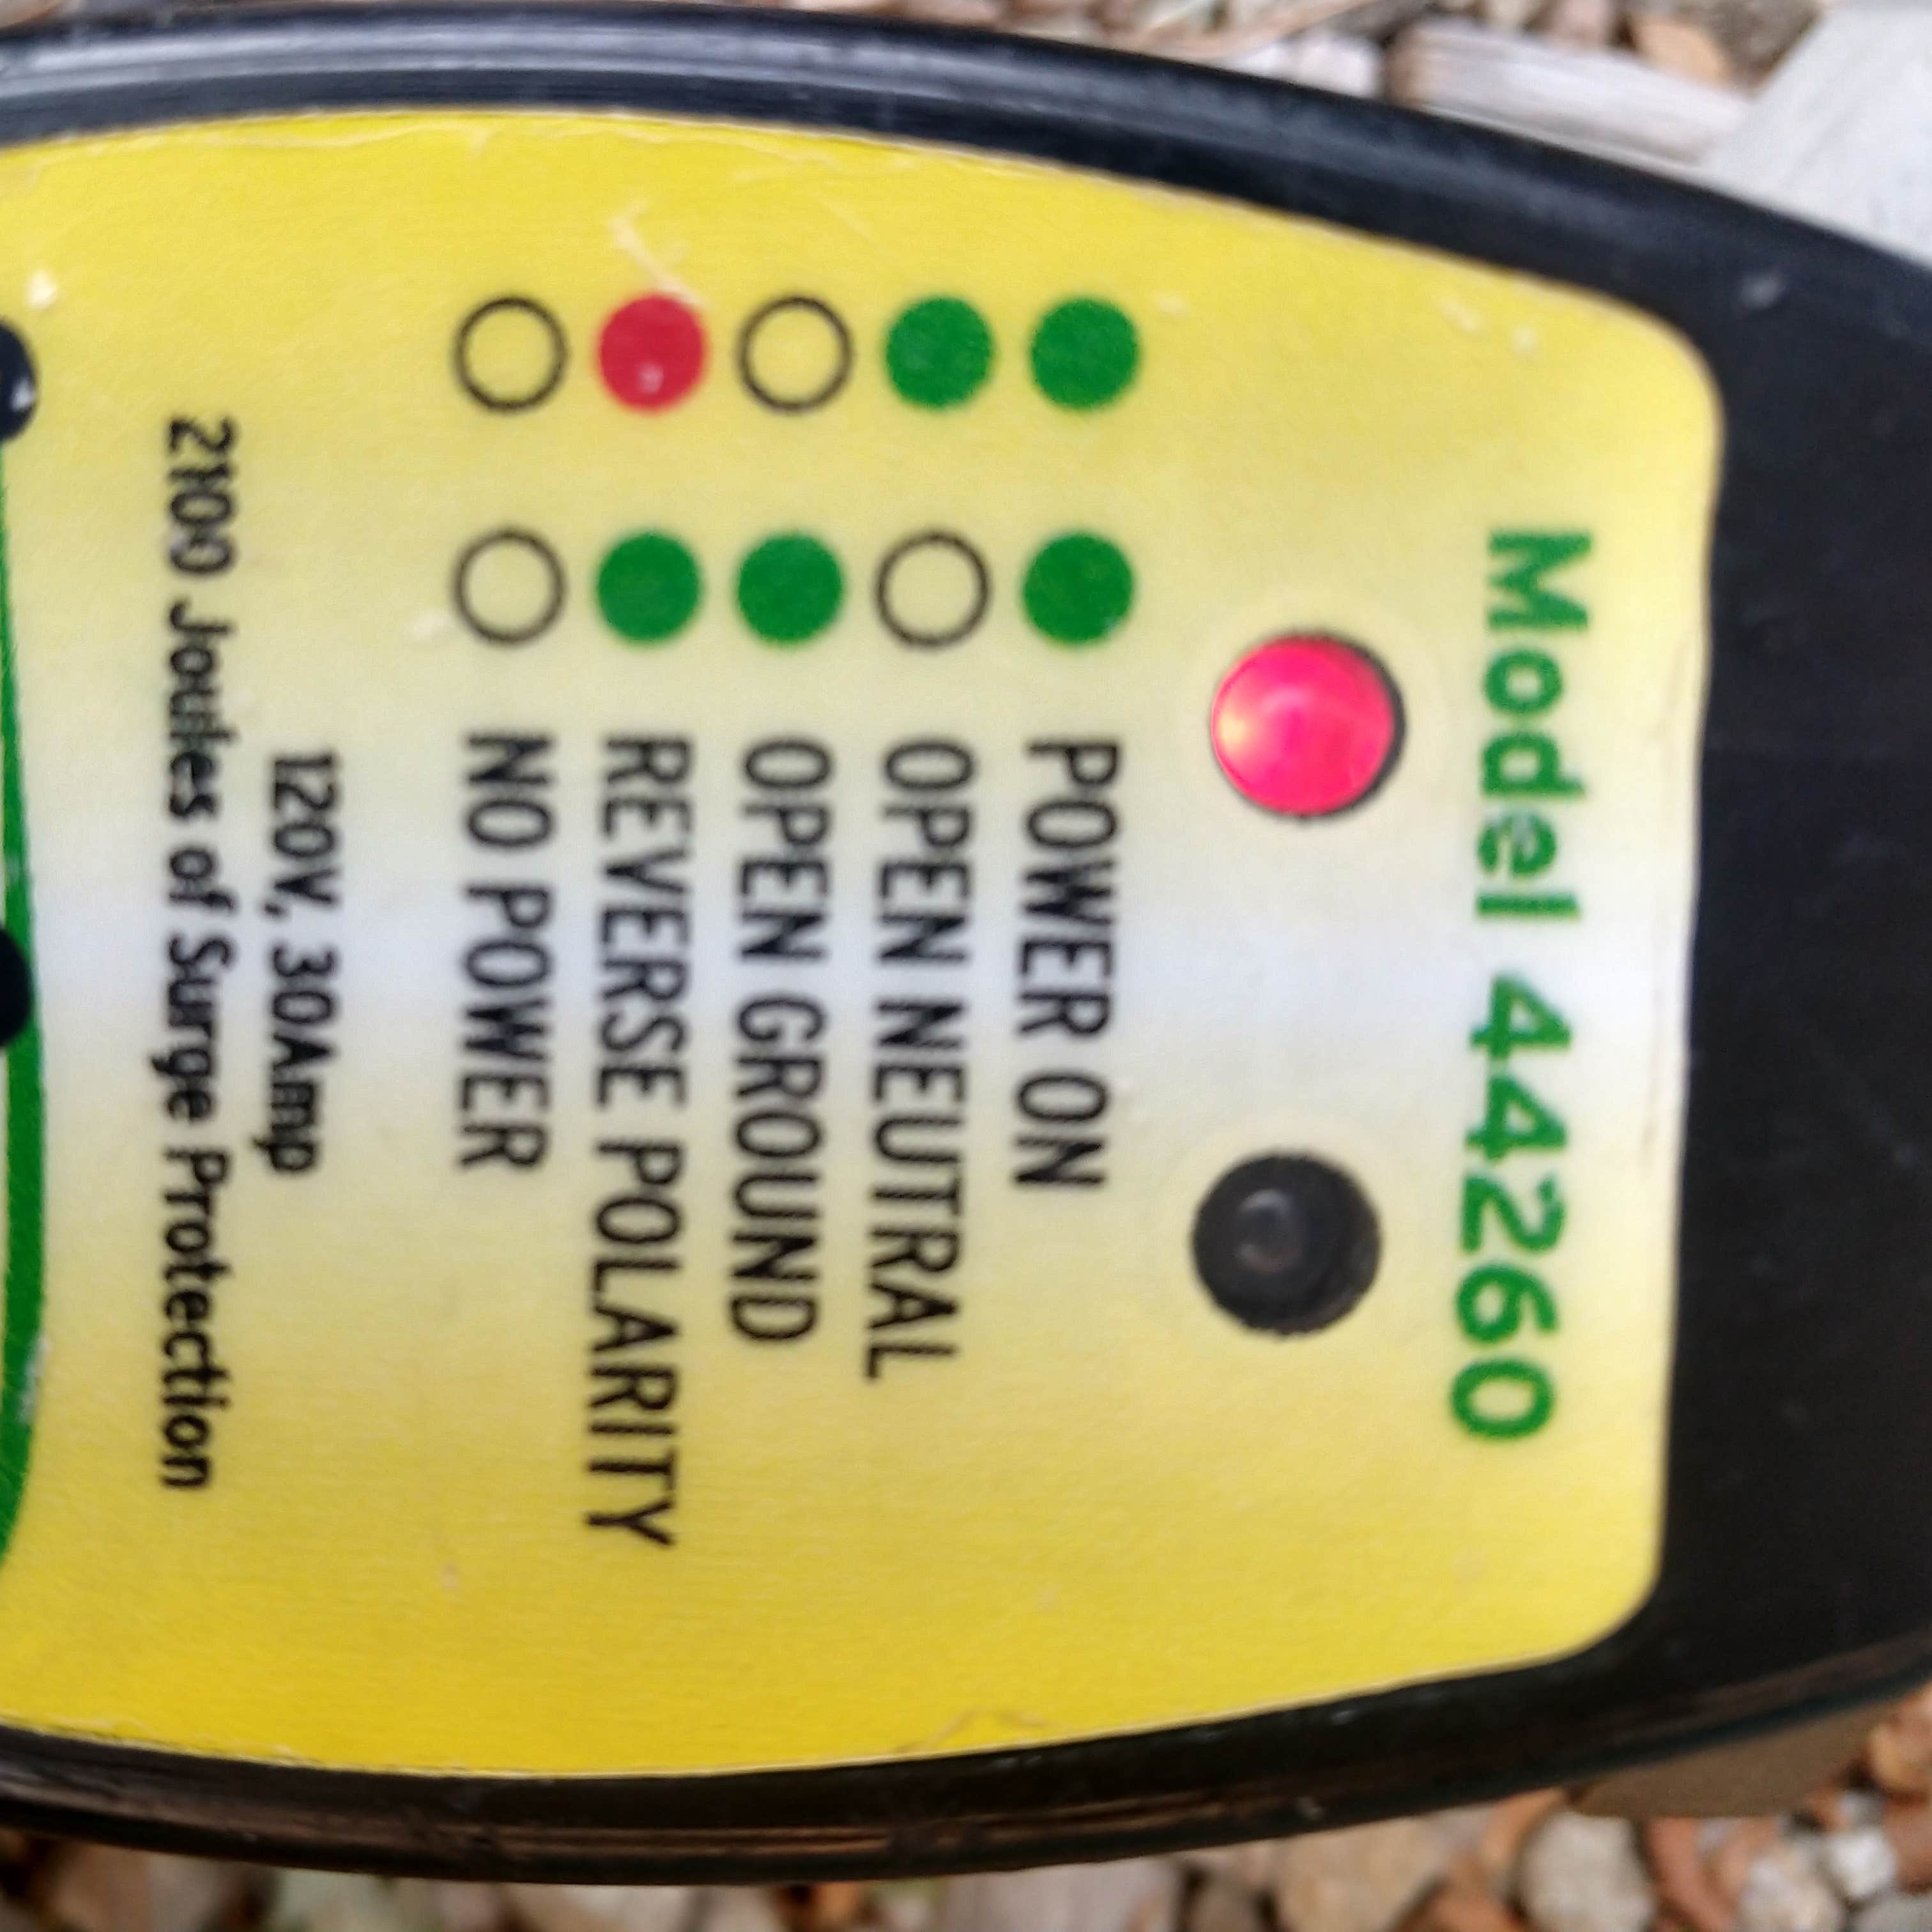 Model 44260
POWER ON
OPEN NEUTRAL
OPEN GROUND
REVERSE POLARITY
NO POWER
120V, 30Amp
2100 Joules of Surge Protection